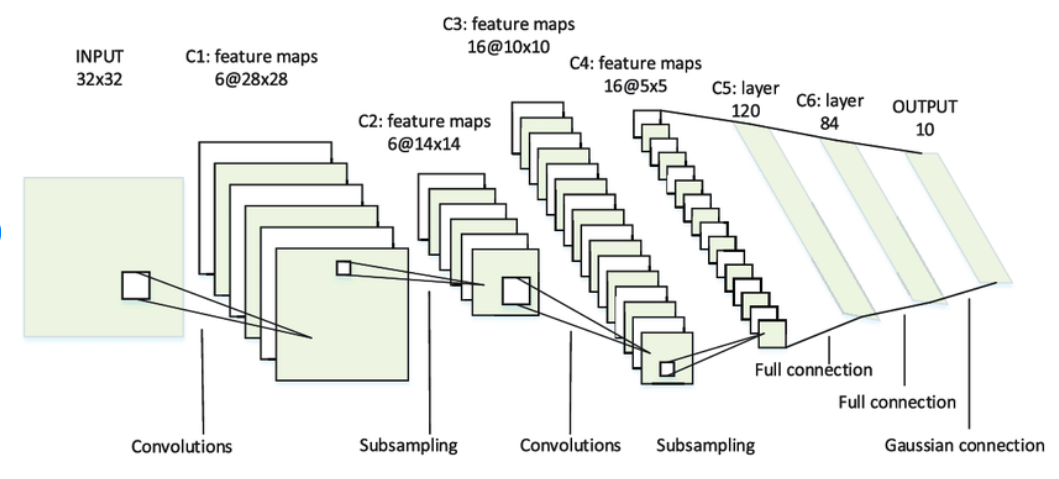 INPUT
32x32
C1: feature maps
6@28x28
C2: feature maps
6@14x14
C3: feature maps
16@10x10
C4: feature maps
16@5x5
C5: layer
120
C6: layer
84
OUTPUT
10
Convolutions
Subsampling
Convolutions
Subsampling
Full connection
Full connection
Gaussian connection